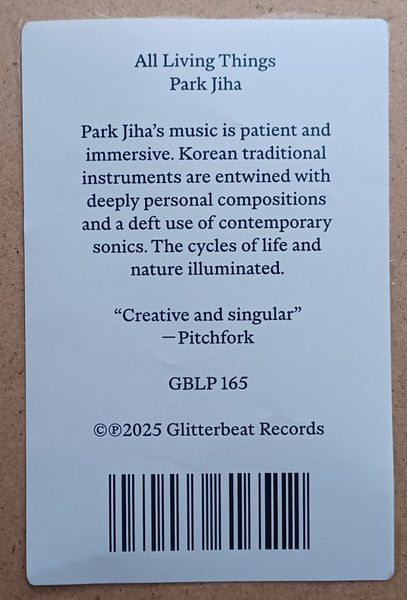 All Living Things
Park Jiha
Park Jiha’s music is patient and
immersive. Korean traditional
instruments are entwined with
deeply personal compositions
and a deft use of contemporary
sonics. The cycles of life and
nature illuminated.
“Creative and singular”
—Pitchfork
GBLP 165
©℗2025 Glitterbeat Records